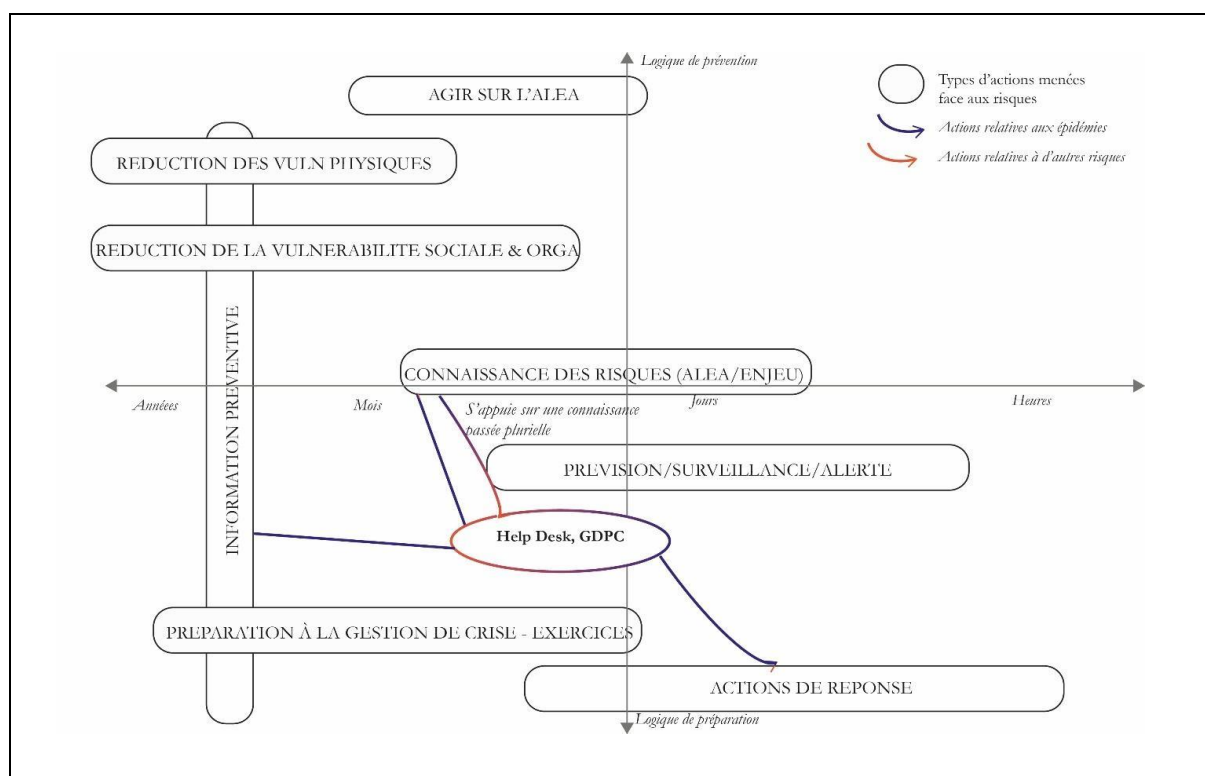 Logique de prévention
AGIR SUR L'ALEA
Types d'actions menées
face aux risques
Actions relatives aux épidémies
Actions relatives à d'autres risques
REDUCTION DES VULN PHYSIQUES
REDUCTION DE LA VULNERABILITE SOCIALE & ORGA
INFORMATION PREVENTIVE
CONNAISSANCE DES RISQUES (ALEA/ENJEU)
Annéees
Mois
S'appuie sur une connaissance
passée plurielle
Jours
Heures
PREVISION/SURVEILLANCE/ALERTE
Help Desk, GDPC
PREPARATION À LA GESTION DE CRISE - EXERCICES
ACTIONS DE REPONSE
Logique de préparation